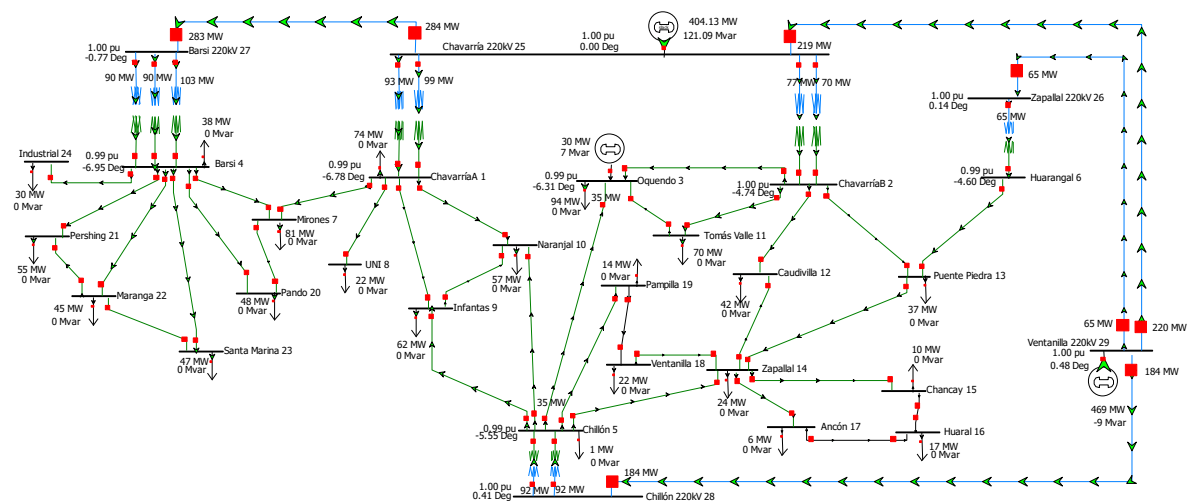 283 MW
1.00 pu
-0.77 Deg
Barsi 220kV 27
90 MW
90 MW
103 MW
284 MW
Chavarría 220kV 25
1.00 pu
0.00 Deg
404.13 MW
121.09 Mvar
219 MW
93 MW
99 MW
77 MW
70 MW
65 MW
1.00 pu
0.14 Deg
Zapallal 220kV 26
65 MW
38 MW
0 Mvar
Industrial 24
0.99 pu
-6.95 Deg
Barsi 4
30 MW
0 Mvar
74 MW
0 Mvar
0.99
-6.78 Deg
ChavarríaA 1
30 MW
7 Mvar
0.99 pu
-6.31 Deg
Oquendo 3
94 MW
0 Mvar
35 MW
1.00 pu
-4.74 Deg
ChavarríaB 2
0.99 pu
-4.60 Deg
Huarangal 6
Mirones 7
81 MW
0 Mvar
Pershing 21
55 MW
0 Mvar
UNI 8
22 MW
0 Mvar
Naranjal 10
57 MW
0 Mvar
Tomás Valle 11
70 MW
0 Mvar
14 MW
0 Mvar
Pampilla 19
Caudivilla 12
42 MW
0 Mvar
Puente Piedra 13
37 MW
0 Mvar
Maranga 22
45 MW
0 Mvar
Pando 20
48 MW
0 Mvar
Infantas 9
62 MW
0 Mvar
Santa Marina 23
47 MW
0 Mvar
Ventanilla 18
22 MW
0 Mvar
Zapallal 14
24 MW
0 Mvar
10 MW
0 Mvar
Chancay 15
65 MW
220 MW
Ventanilla 220kV 29
1.00 pu
0.48 Deg
184 MW
469 MW
-9 Mvar
35 MW
0.99 pu
-5.55 Deg
Chillón 5
1 MW
0 Mvar
Ancón 17
6 MW
0 Mvar
Huaral 16
17 MW
0 Mvar
184 MW
1.00 pu
0.41 Deg
92 MW
92 MW
Chillón 220kV 28